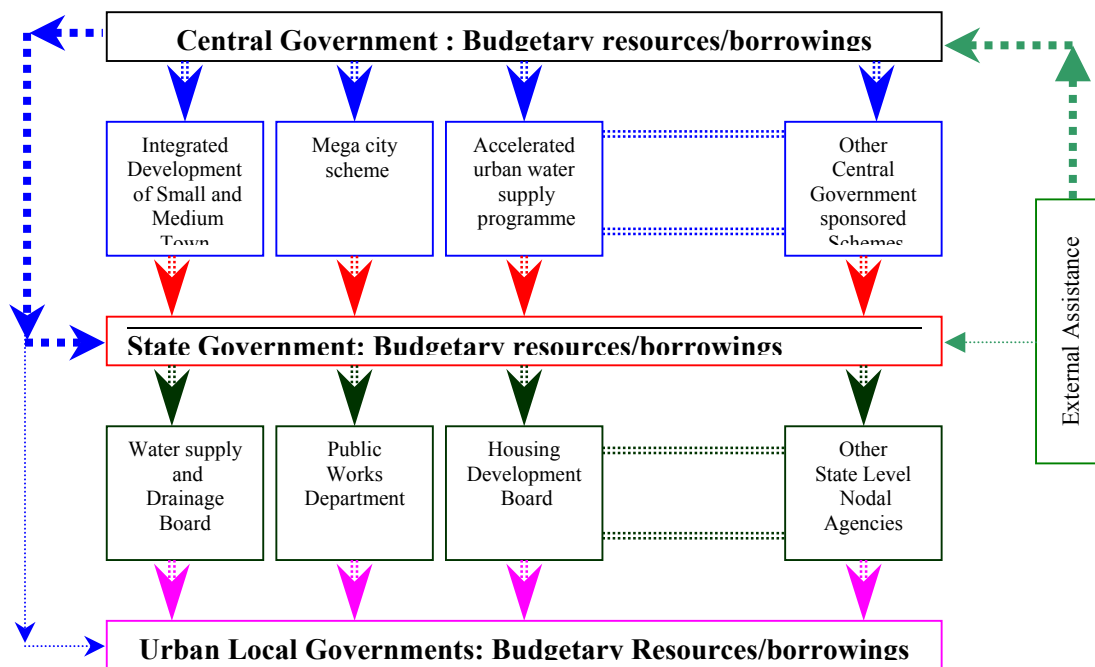 Central Government : Budgetary resources/borrowings
Integrated
Development
of Small and
Medium
Town
Mega city
scheme
Accelerated
urban water
supply
programme
Other
Central
Government
sponsored
Schemes
External Assistance
State Government: Budgetary resources/borrowings
Water supply
and
Drainage
Board
Public
Works
Department
Housing
Development
Board
Other
State Level
Nodal
Agencies
Urban Local Governments: Budgetary Resources/borrowings